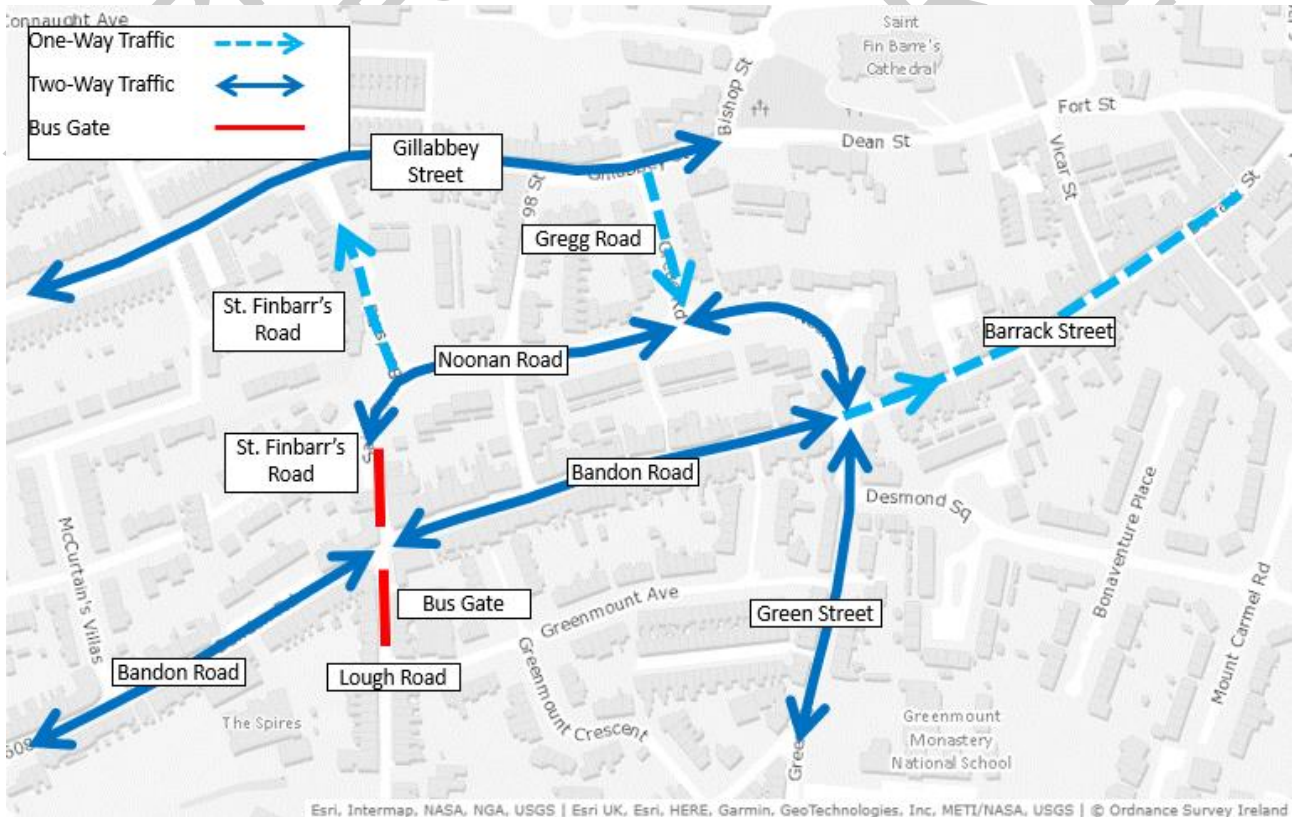 onnaught Ave
One-Way Traffic
Two-Way Traffic
Bus Gate
Saint
Fin Barre's
Cathedral
Bishop St
Fort St
Dean St
Vicar St
Gillabbey
Street
98 St
Gregg Road
St. Finbarr's
Road
Noonan Road
Barrack Street
St. Finbarr's
Road
Bandon Road
Desmond Sq
McCurtain's Villas
Bonaventure Place
Mount Carmel Rd
Bus Gate
Greenmount Ave
Green Street
Bandon Road
Lough Road
Greenmount Crescent
The Spires
Greenmount
Monastery
National School
Gree
Esri, Intermap, NASA, NGA, USGS | Esri UK, Esri, HERE, Garmin, GeoTechnologies, Inc, METI/NASA, USGS | © Ordnance Survey Ireland